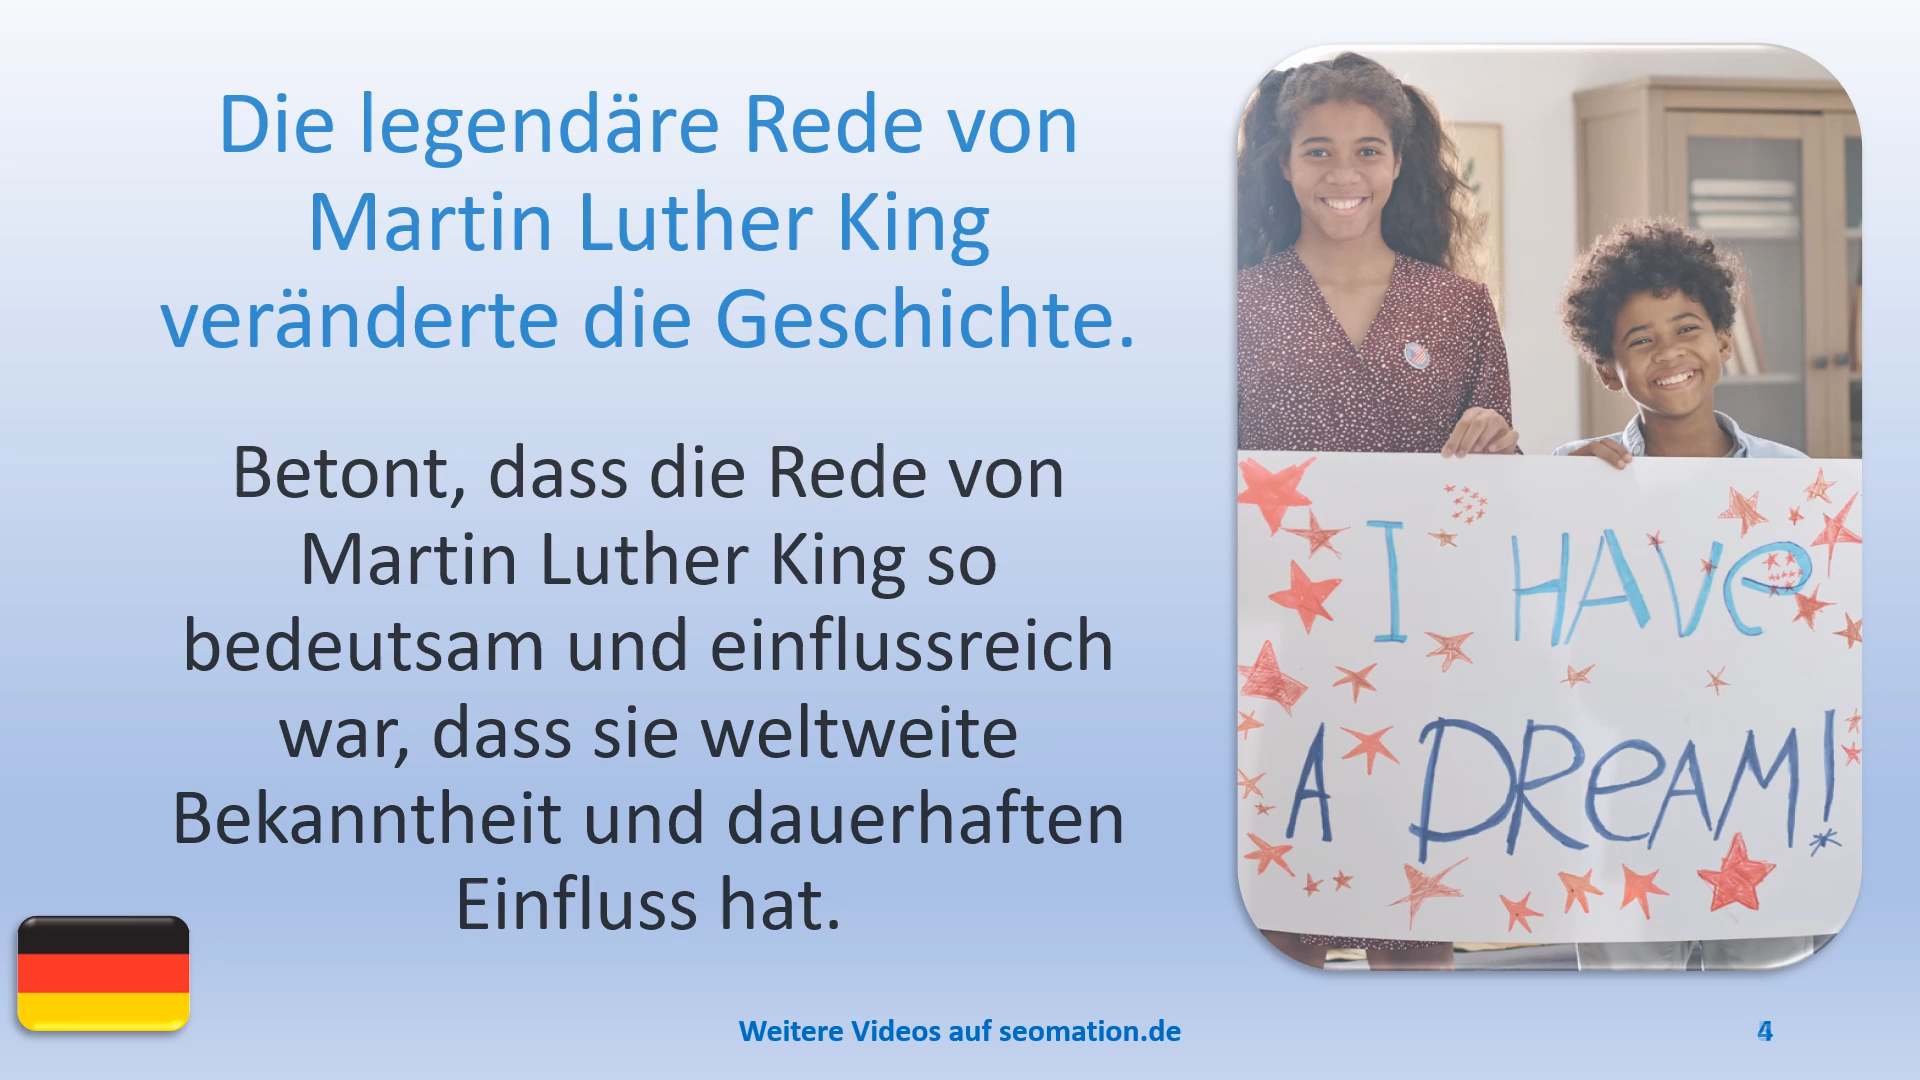 Die legendäre Rede von
Martin Luther King
veränderte die Geschichte.
Betont, dass die Rede von
Martin Luther King so
bedeutsam und einflussreich
war, dass sie weltweite
Bekanntheit und dauerhaften
Einfluss hat.
I HAVe
A DReAM!
Weitere Videos auf seomation.de
4